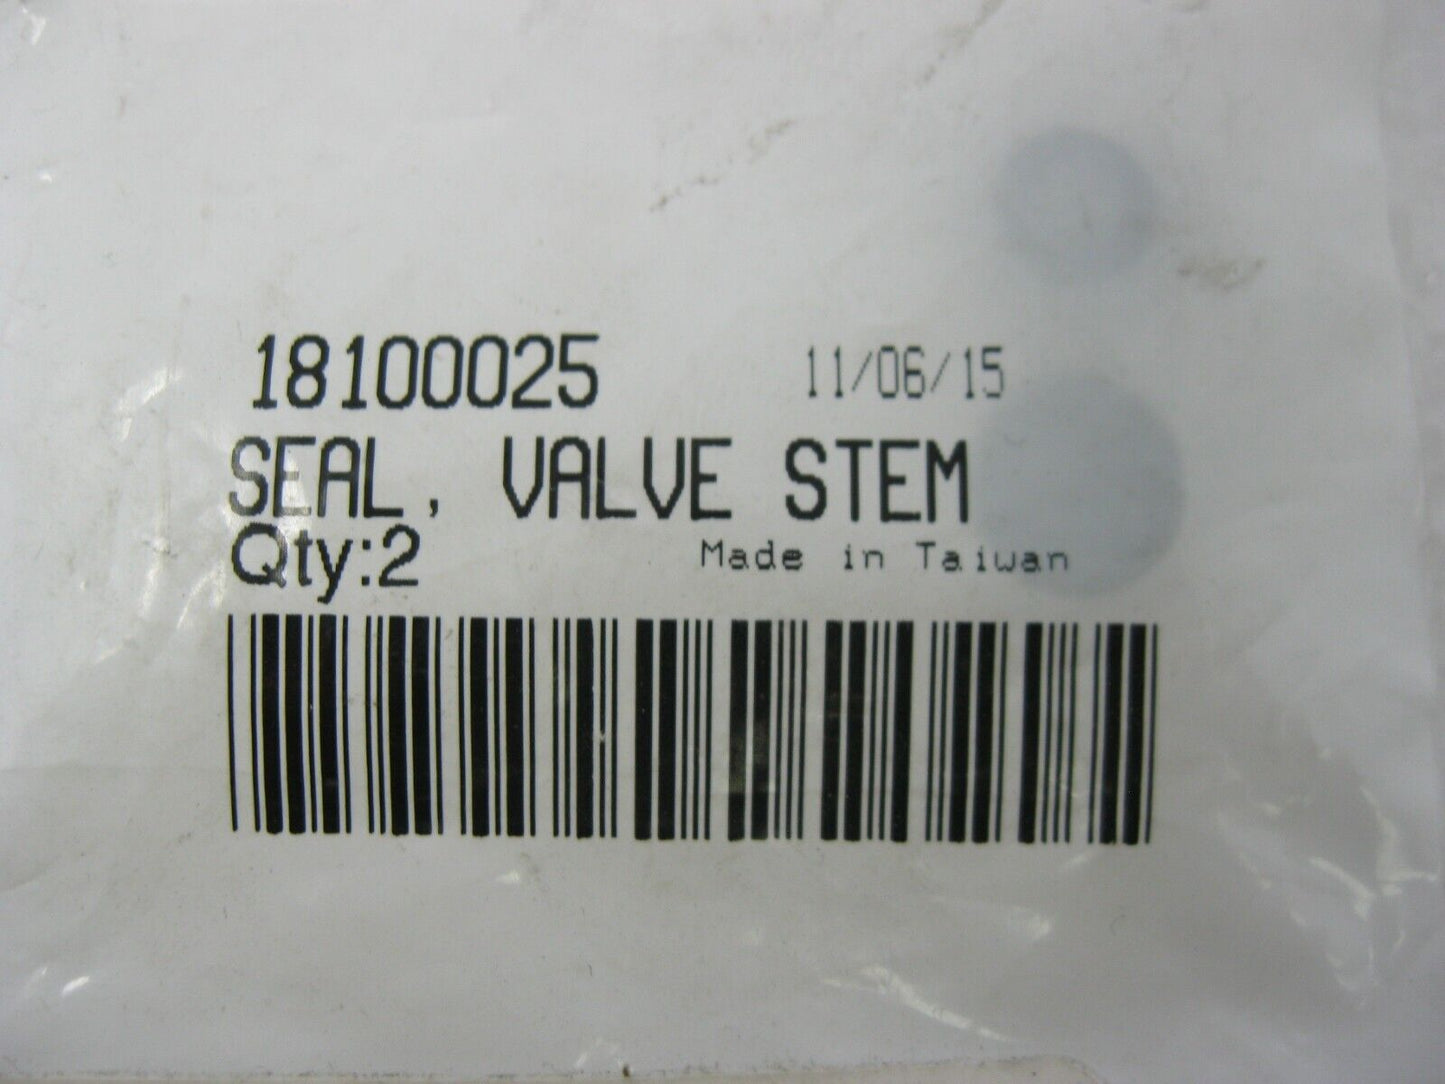 18100025 11/06/15
SEAL, VALVE STEM
Qty:2 Made in Taiwan